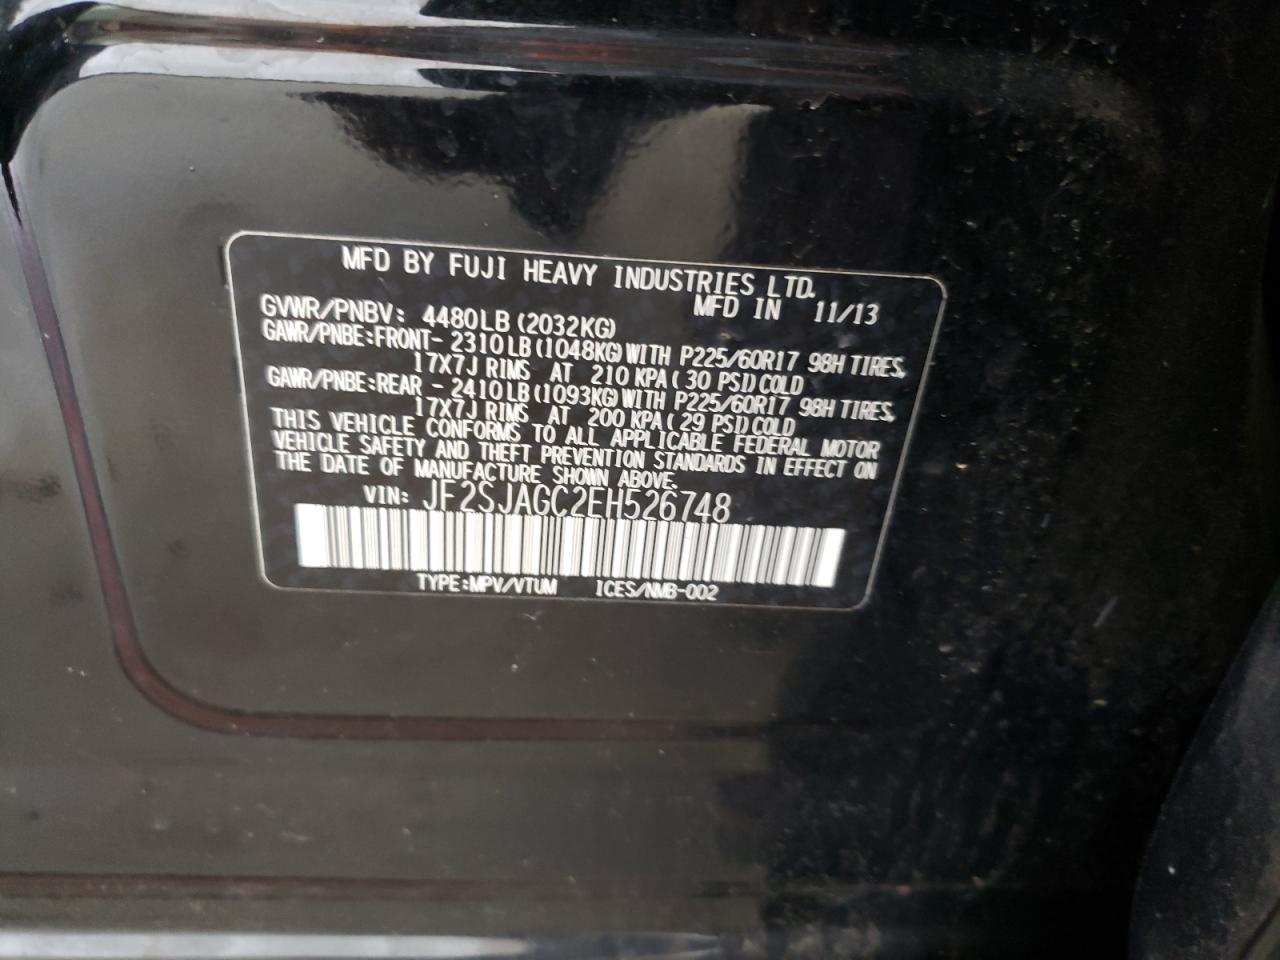 MFD BY FUJI HEAVY INDUSTRIES LTD.
MFD IN 11/13
GVWR/PNBV: 4480LB (2032KG)
GAWR/PNBE:FRONT- 2310LB(1048KG)WITH P225/60R17 98H TIRES,
17X7J RIMS AT 210 KPA( 30 PSI)COLD
GAWR/PNBE:REAR - 2410LB(1093KG)WITH P225/60R17 98H TIRES,
17X7J RIMS AT 200 KPA( 29 PSI)COLD
THIS VEHICLE CONFORMS TO ALL APPLICABLE FEDERAL MOTOR
VEHICLE SAFETY AND THEFT PREVENTION STANDARDS IN EFFECT ON
THE DATE OF MANUFACTURE SHOWN ABOVE.
VIN: JF2SJAGC2EH526748
TYPE:MPV/VTUM ICES/NMB-002